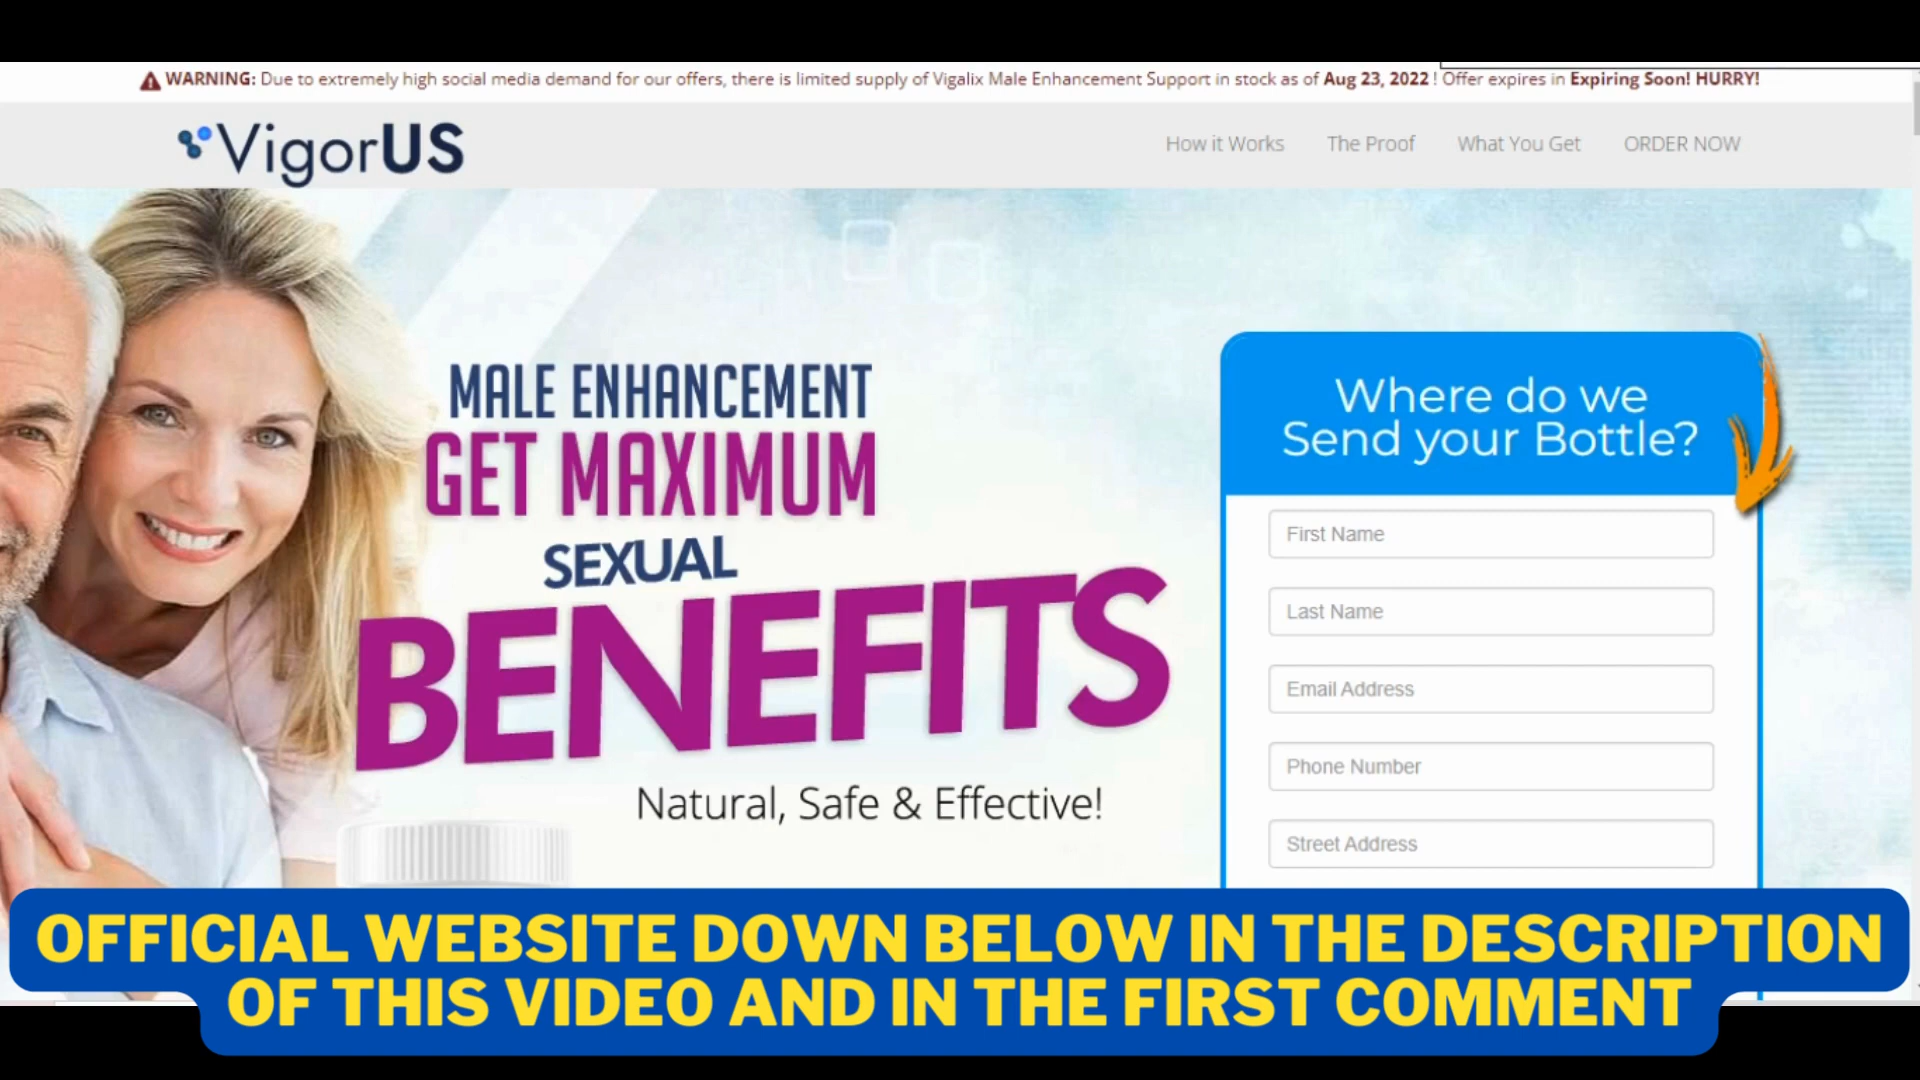 WARNING: Due to extremely high social media demand for our offers, there is limited supply of Vigalix Male Enhancement Support in stock as of Aug 23, 2022 ! Offer expires in Expiring Soon! HURRY!
VigorUS
How it Works The Proof What You Get ORDER NOW
MALE ENHANCEMENT
GET MAXIMUM
SEXUAL
BENEFITS
Natural, Safe & Effective!
Where do we
Send your Bottle?
First Name
Last Name
Email Address
Phone Number
Street Address
OFFICIAL WEBSITE DOWN BELOW IN THE DESCRIPTION
OF THIS VIDEO AND IN THE FIRST COMMENT